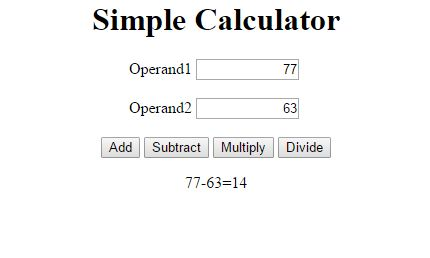 Simple Calculator
Operand1 77
Operand2 63
Add Subtract Multiply Divide
77-63=14